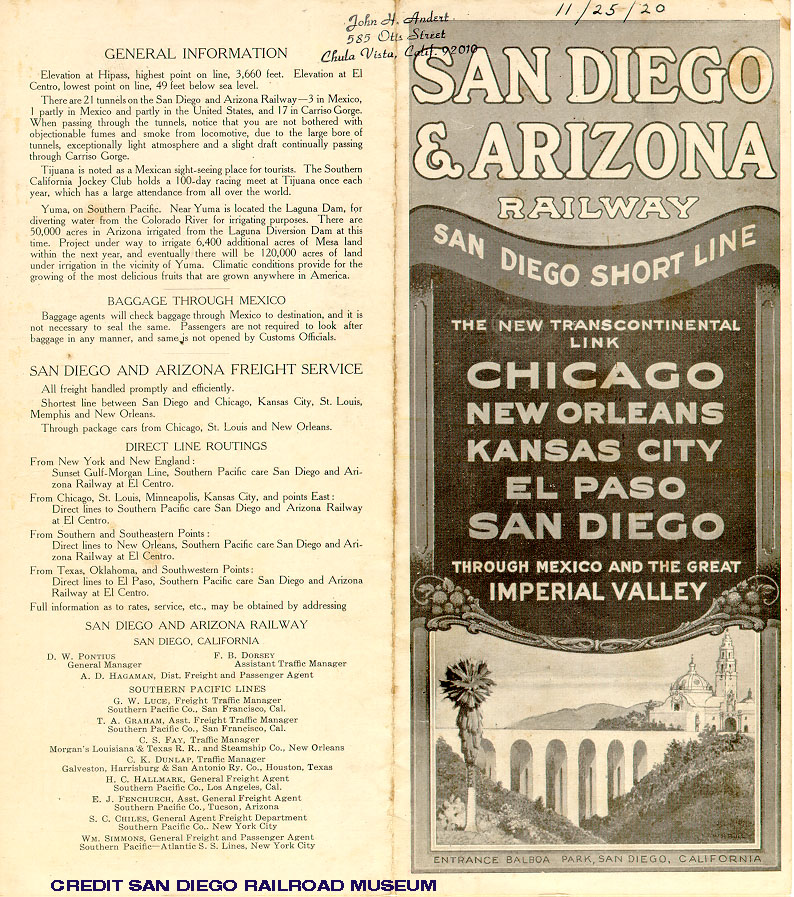 John H. Andert
585 Otis Street
Chula Vista, Calif. 92010
11/25/20
GENERAL INFORMATION
Elevation at Hipass, highest point on line, 3,660 feet. Elevation at El
Centro, lowest point on line, 49 feet below sea level.
There are 21 tunnels on the San Diego and Arizona Railway—3 in Mexico,
1 partly in Mexico and partly in the United States, and 17 in Carriso Gorge.
When passing through the tunnels, notice that you are not bothered with
objectionable fumes and smoke from locomotive, due to the large bore of
tunnels, exceptionally light atmosphere and a slight draft continually passing
through Carriso Gorge.
Tijuana is noted as a Mexican sight-seeing place for tourists. The Southern
California Jockey Club holds a 100-day racing meet at Tijuana once each
year, which has a large attendance from all over the world.
Yuma, on Southern Pacific. Near Yuma is located the Laguna Dam, for
diverting water from the Colorado River for irrigating purposes. There are
50,000 acres in Arizona irrigated from the Laguna Diversion Dam at this
time. Project under way to irrigate 6,400 additional acres of Mesa land
within the next year, and eventually there will be 120,000 acres of land
under irrigation in the vicinity of Yuma. Climatic conditions provide for the
growing of the most delicious fruits that are grown anywhere in America.
BAGGAGE THROUGH MEXICO
Baggage agents will check baggage through Mexico to destination, and it is
not necessary to seal the same. Passengers are not required to look after
baggage in any manner, and same is not opened by Customs Officials.
SAN DIEGO AND ARIZONA FREIGHT SERVICE
All freight handled promptly and efficiently.
Shortest line between San Diego and Chicago, Kansas City, St. Louis,
Memphis and New Orleans.
Through package cars from Chicago, St. Louis and New Orleans.
DIRECT LINE ROUTINGS
From New York and New England:
Sunset Gulf-Morgan Line, Southern Pacific care San Diego and Ari-
zona Railway at El Centro.
From Chicago, St. Louis, Minneapolis, Kansas City, and points East:
Direct lines to Southern Pacific care San Diego and Arizona Railway
at El Centro.
From Southern and Southeastern Points:
Direct lines to New Orleans, Southern Pacific care San Diego and Ari-
zona Railway at El Centro.
From Texas, Oklahoma, and Southwestern Points:
Direct lines to El Paso, Southern Pacific care San Diego and Arizona
Railway at El Centro.
Full information as to rates, service, etc., may be obtained by addressing
SAN DIEGO AND ARIZONA RAILWAY
SAN DIEGO, CALIFORNIA
D. W. PONTIUS F. B. DORSEY
General Manager Assistant Traffic Manager
A. D. HAGAMAN, Dist. Freight and Passenger Agent
SOUTHERN PACIFIC LINES
G. W. LUCE, Freight Traffic Manager
Southern Pacific Co., San Francisco, Cal.
T. A. GRAHAM, Asst. Freight Traffic Manager
Southern Pacific Co., San Francisco, Cal.
C. S. FAY, Traffic Manager
Morgan's Louisiana & Texas R. R. and Steamship Co., New Orleans
C. K. DUNLAP, Traffic Manager
Galveston, Harrisburg & San Antonio Ry. Co., Houston, Texas
H. C. HALLMARK, General Freight Agent
Southern Pacific Co., Los Angeles, Cal.
E. J. FENCHURCH, Asst. General Freight Agent
Southern Pacific Co., Tucson, Arizona
S. C. CHILES, General Agent Freight Department
Southern Pacific Co.. New York City
WM. SIMMONS, General Freight and Passenger Agent
Southern Pacific—Atlantic S. S. Lines, New York City
SAN DIEGO
& ARIZONA
RAILWAY
SAN DIEGO SHORT LINE
THE NEW TRANSCONTINENTAL
LINK
CHICAGO
NEW ORLEANS
KANSAS CITY
EL PASO
SAN DIEGO
THROUGH MEXICO AND THE GREAT
IMPERIAL VALLEY
ENTRANCE BALBOA PARK, SAN DIEGO, CALIFORNIA
CREDIT SAN DIEGO RAILROAD MUSEUM